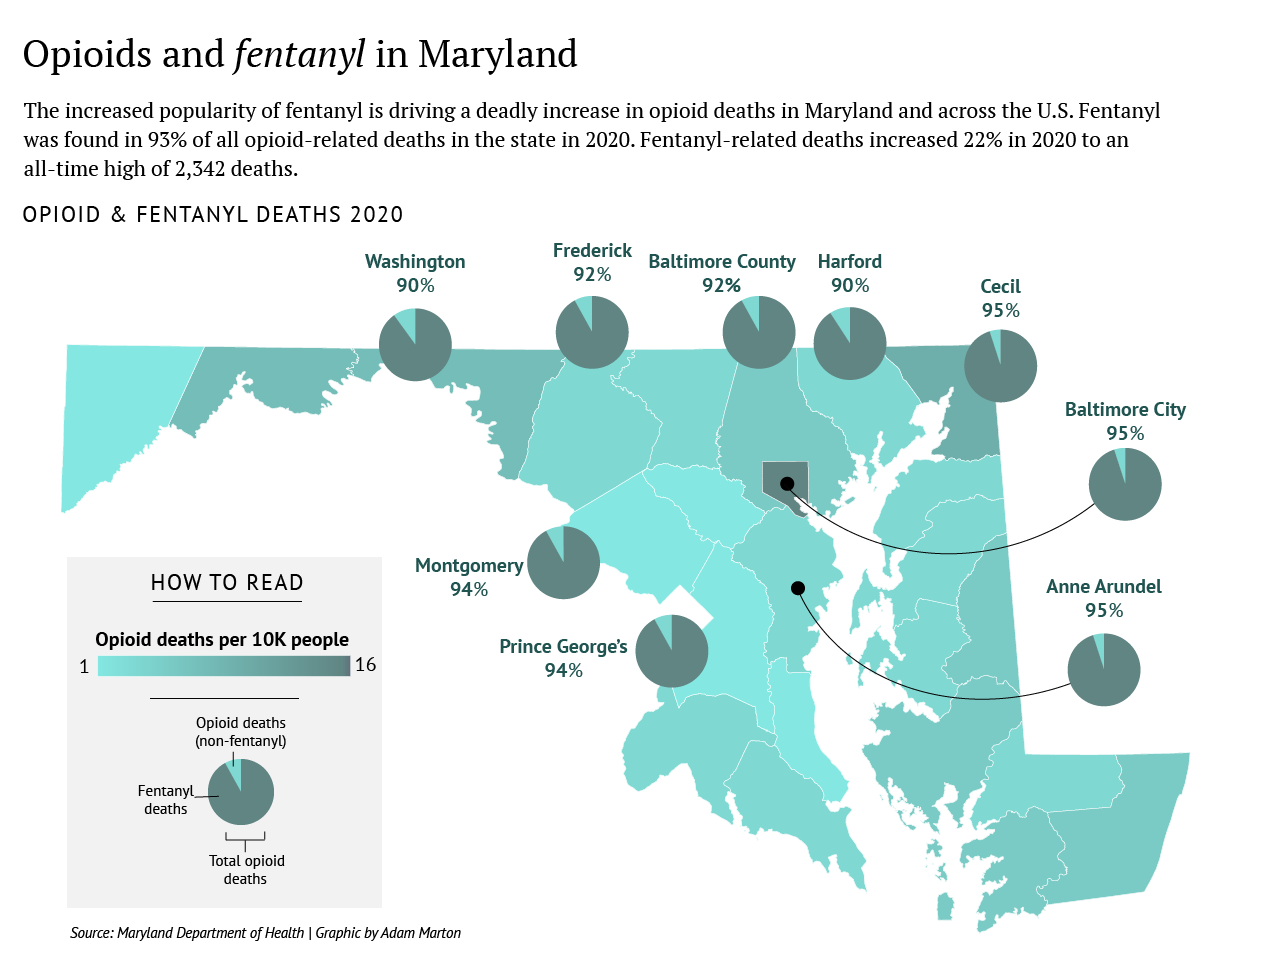 Opioids and fentanyl in Maryland
The increased popularity of fentanyl is driving a deadly increase in opioid deaths in Maryland and across the U.S. Fentanyl
was found in 93% of all opioid-related deaths in the state in 2020. Fentanyl-related deaths increased 22% in 2020 to an
all-time high of 2,342 deaths.
OPIOID & FENTANYL DEATHS 2020
Washington
90%
Frederick
92%
Baltimore County
92%
Harford
90%
Cecil
95%
Baltimore City
95%
Montgomery
94%
Anne Arundel
95%
Prince George’s
94%
HOW TO READ
Opioid deaths per 10K people
1
16
Opioid deaths
(non-fentanyl)
Fentanyl
deaths
Total opioid
deaths
Source: Maryland Department of Health | Graphic by Adam Marton